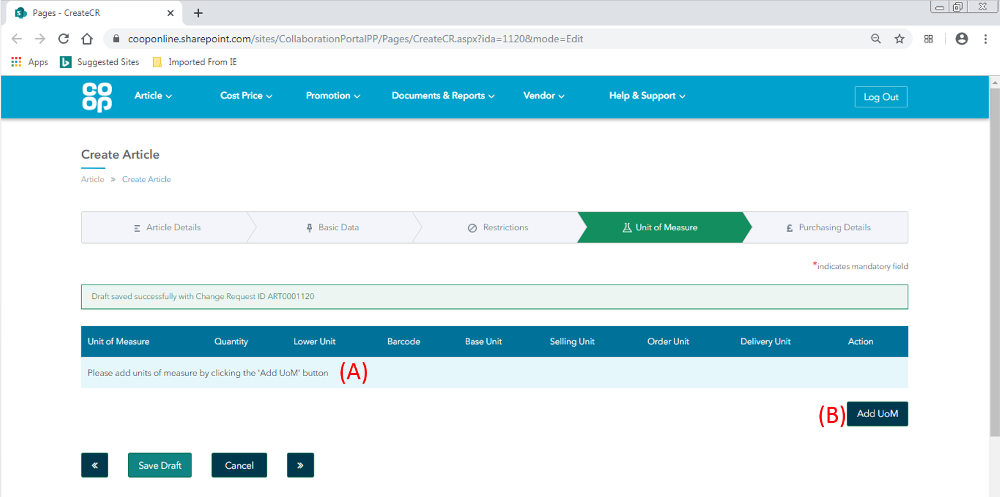 Pages - CreateCR
cooponline.sharepoint.com/sites/CollaborationPortalPP/Pages/CreateCR.aspx?ida=1120&mode=Edit
Apps Suggested Sites Imported From IE
CO
OP
Article Cost Price Promotion Documents & Reports Vendor Help & Support Log Out
Create Article
Article » Create Article
Article Details Basic Data Restrictions Unit of Measure £ Purchasing Details
*indicates mandatory field
Draft saved successfully with Change Request ID ART0001120
Unit of Measure Quantity Lower Unit Barcode Base Unit Selling Unit Order Unit Delivery Unit Action
Please add units of measure by clicking the 'Add UoM' button (A)
(B) Add UoM
« Save Draft Cancel »